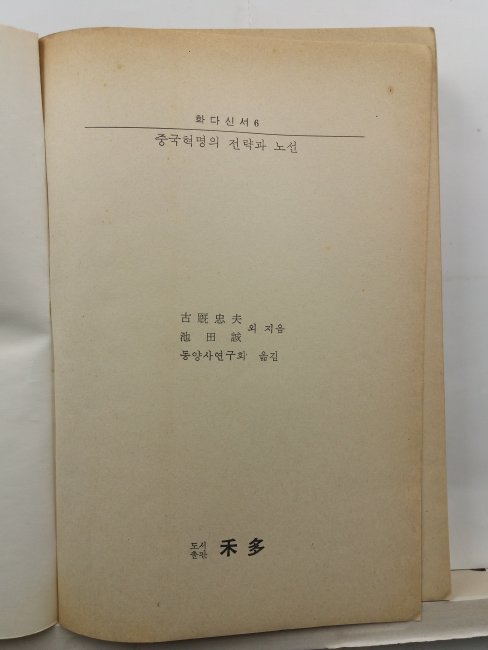 화다신서 6
중국혁명의 전략과 노선
古厩忠夫
池田誠 외 지음
동양사연구회 옮김
도서
출판 禾多